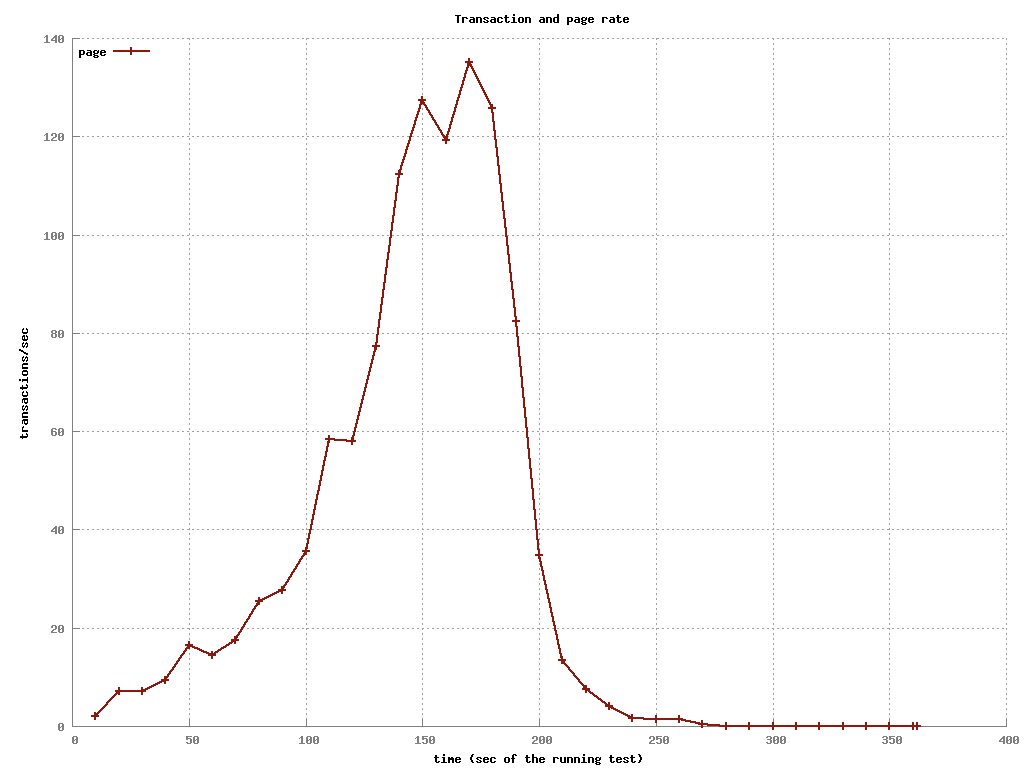 Transaction and page rate
140
page
120
100
80
60
40
20
0
transactions/sec
0 50 100 150 200 250 300 350 400
time (sec of the running test)